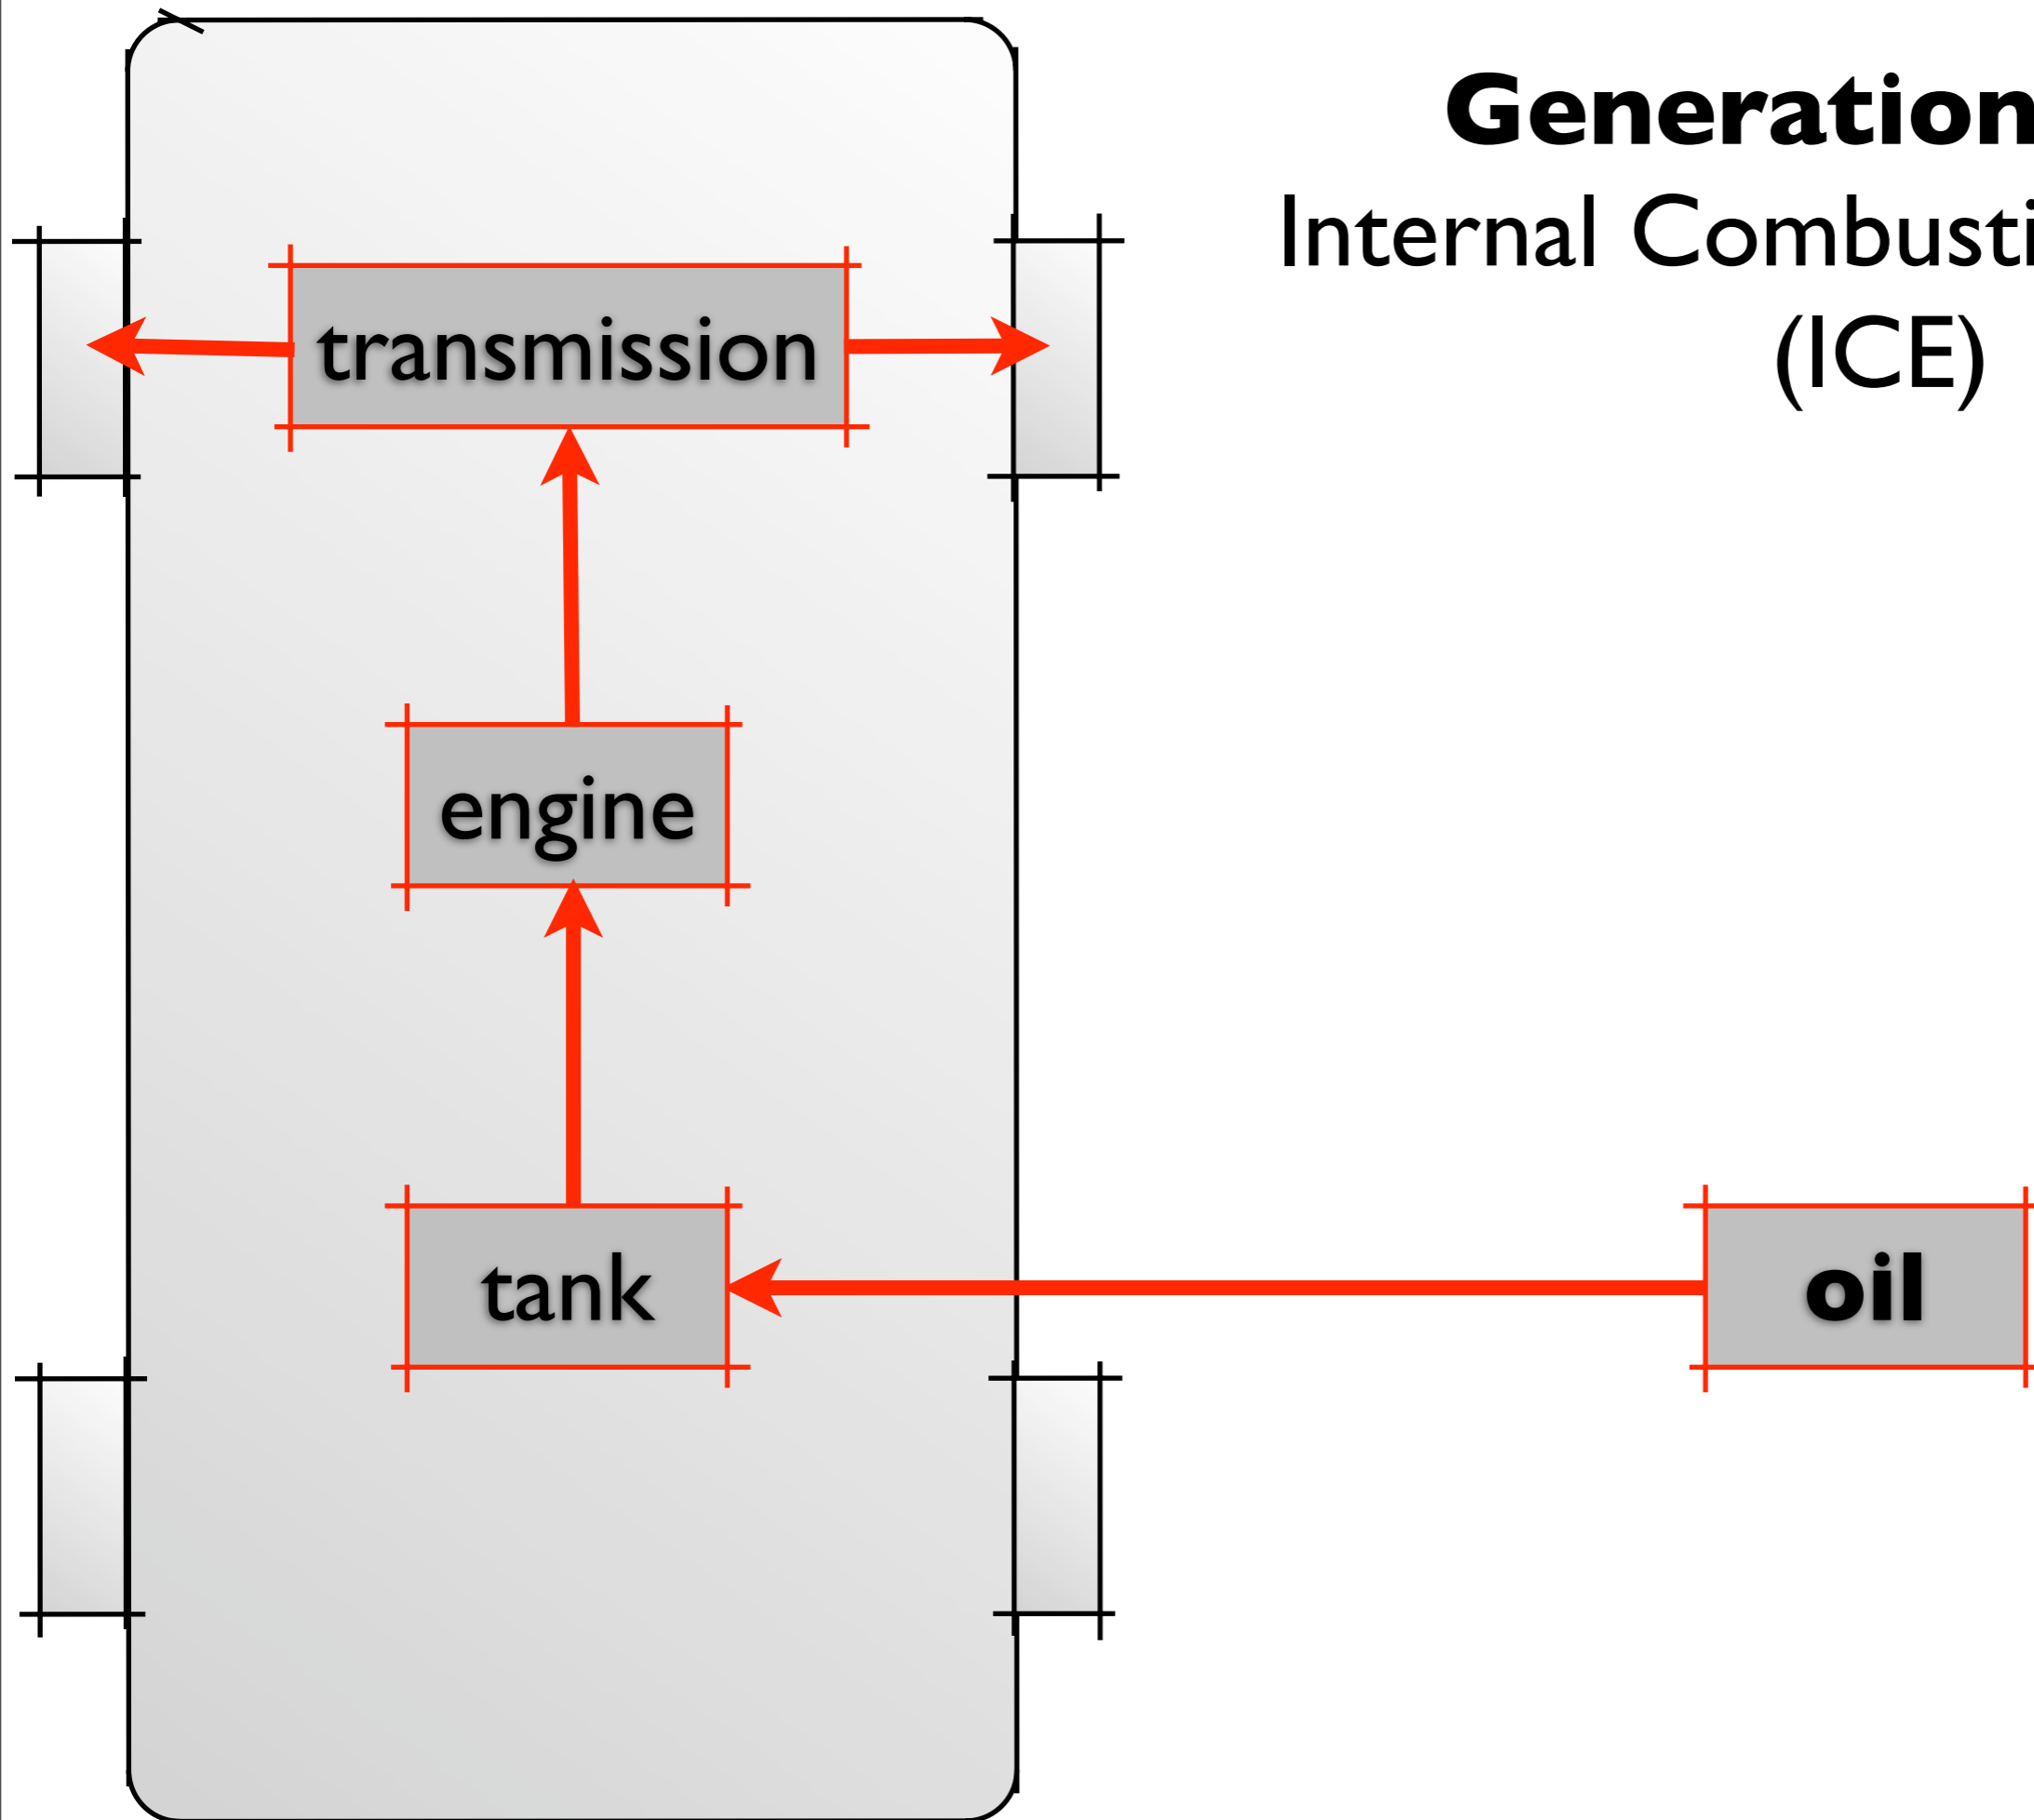 Generation
Internal Combusti
(ICE)
transmission
engine
tank
oil